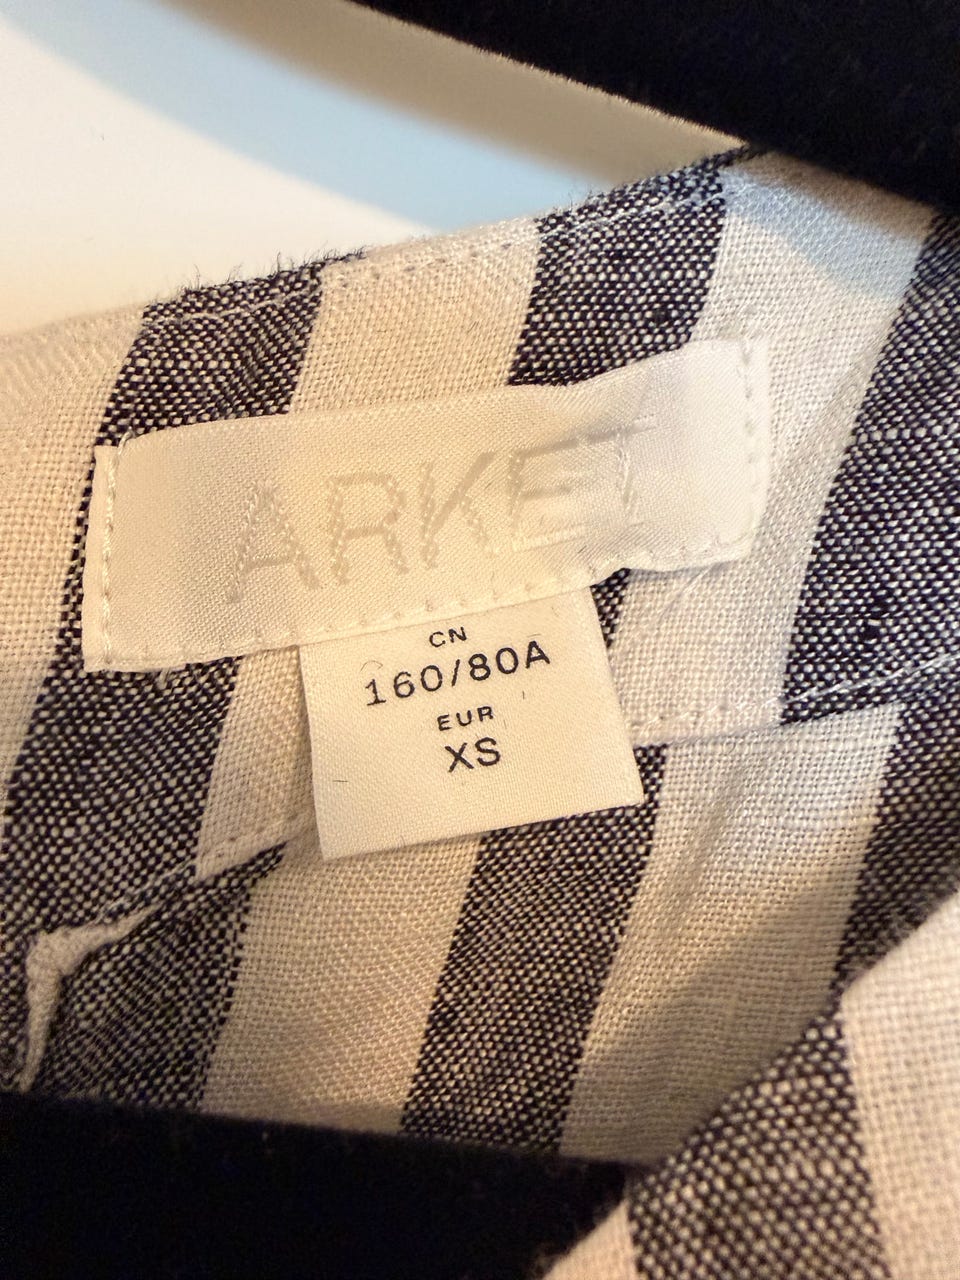 ARKET
CN
160/80A
EUR
XS